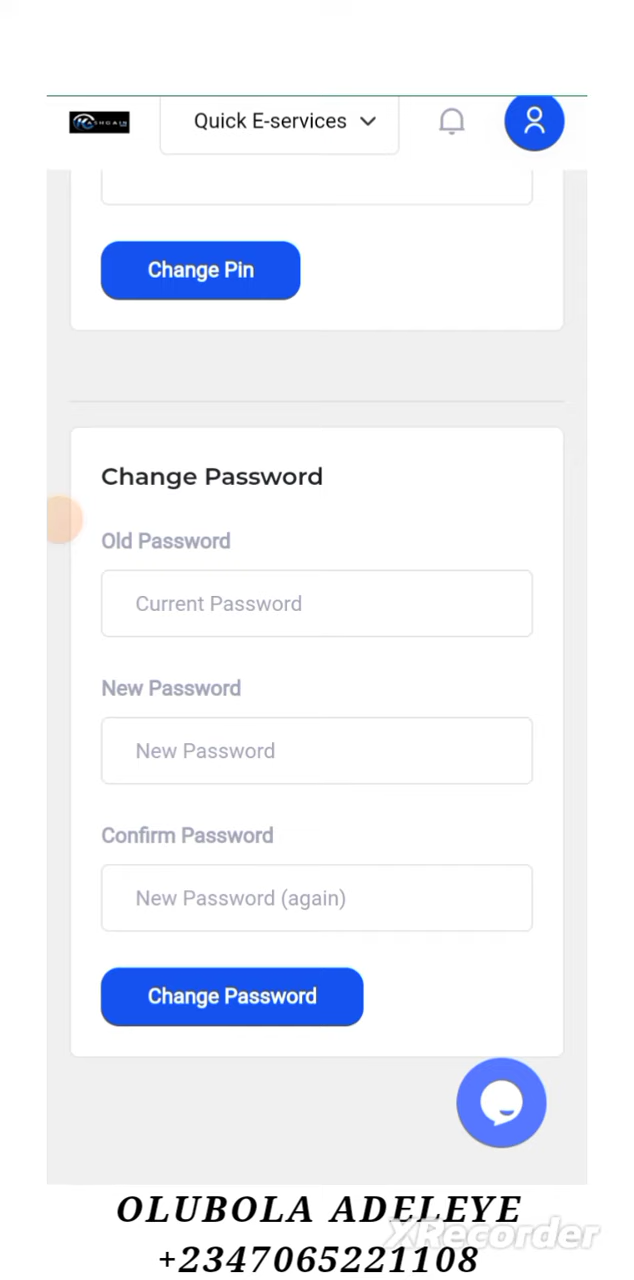 KASHGAIN
Quick E-services
Change Pin
Change Password
Old Password
Current Password
New Password
New Password
Confirm Password
New Password (again)
Change Password
OLUBOLA ADELEYE
XRecorder
+2347065221108